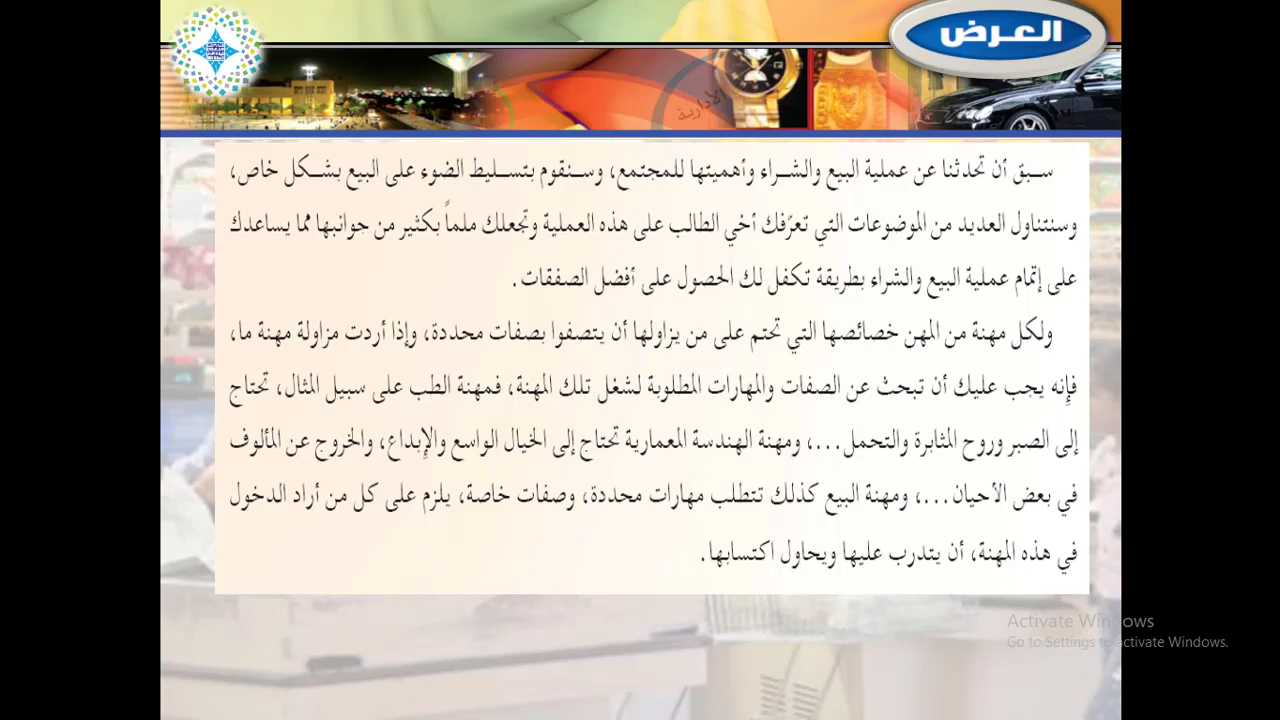 العرض
الأدارية
سبق أن تحدثنا عن عملية البيع والشراء وأهميتها للمجتمع، وسنقوم بتسليط الضوء على البيع بشكل خاص،
وسنتناول العديد من الموضوعات التي تعرّفك أخي الطالب على هذه العملية وتجعلك ملماً بكثير من جوانبها مما يساعدك
على إتمام عملية البيع والشراء بطريقة تكفل لك الحصول على أفضل الصفقات.
ولكل مهنة من المهن خصائصها التي تحتم على من يزاولها أن يتصفوا بصفات محددة، وإذا أردت مزاولة مهنة ما،
فإنه يجب عليك أن تبحث عن الصفات والمهارات المطلوبة لشغل تلك المهنة، فمهنة الطب على سبيل المثال، تحتاج
إلى الصبر وروح المثابرة والتحمل...، ومهنة الهندسة المعمارية تحتاج إلى الخيال الواسع والإبداع، والخروج عن المألوف
في بعض الأحيان...، ومهنة البيع كذلك تتطلب مهارات محددة، وصفات خاصة، يلزم على كل من أراد الدخول
في هذه المهنة، أن يتدرب عليها ويحاول اكتسابها.
Activate Windows
Go to Settings to activate Windows.